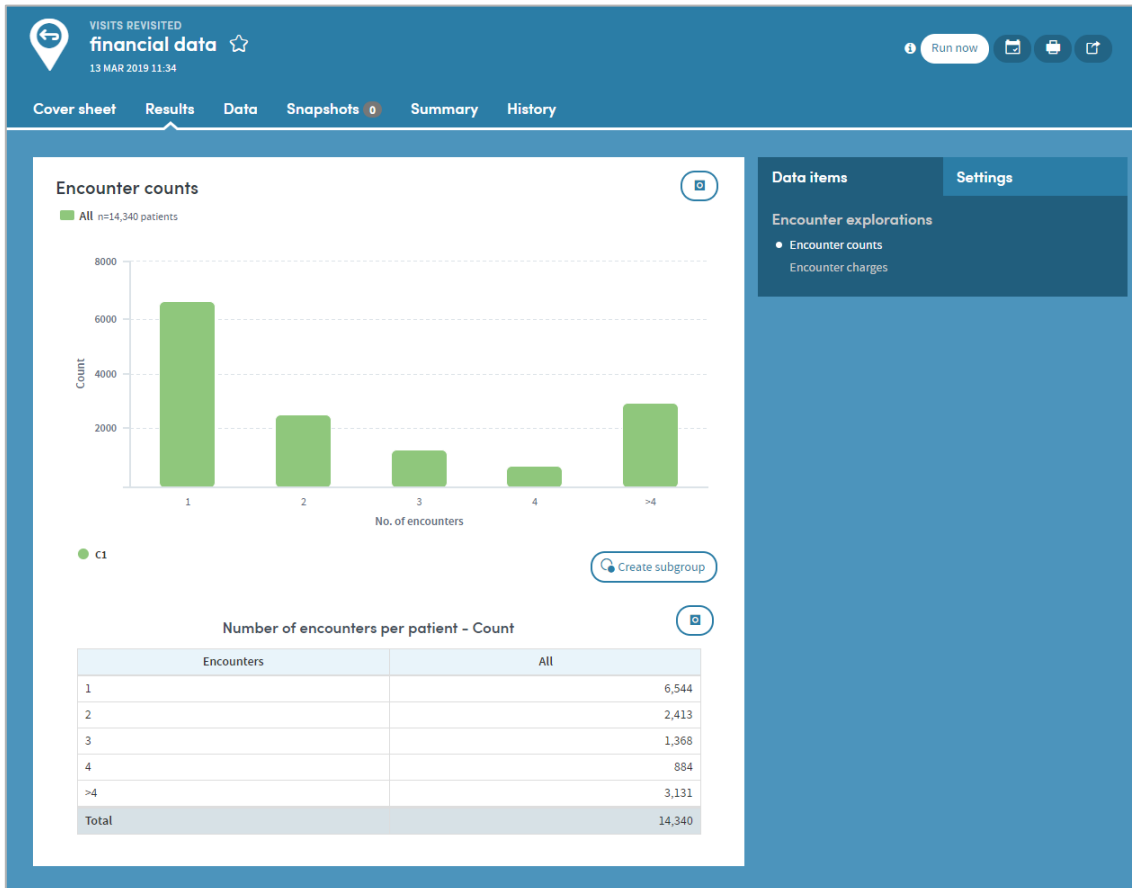 VISITS REVISITED
financial data
13 MAR 2019 11:34
Run now
Cover sheet Results Data Snapshots 0 Summary History
Encounter counts
All n=14,340 patients
8000
6000
4000
2000
Count
1 2 3 4 >4
No. of encounters
C1
Create subgroup
Number of encounters per patient - Count
Encounters All
1 6,544
2 2,413
3 1,368
4 884
>4 3,131
Total 14,340
Data items Settings
Encounter explorations
Encounter counts
Encounter charges